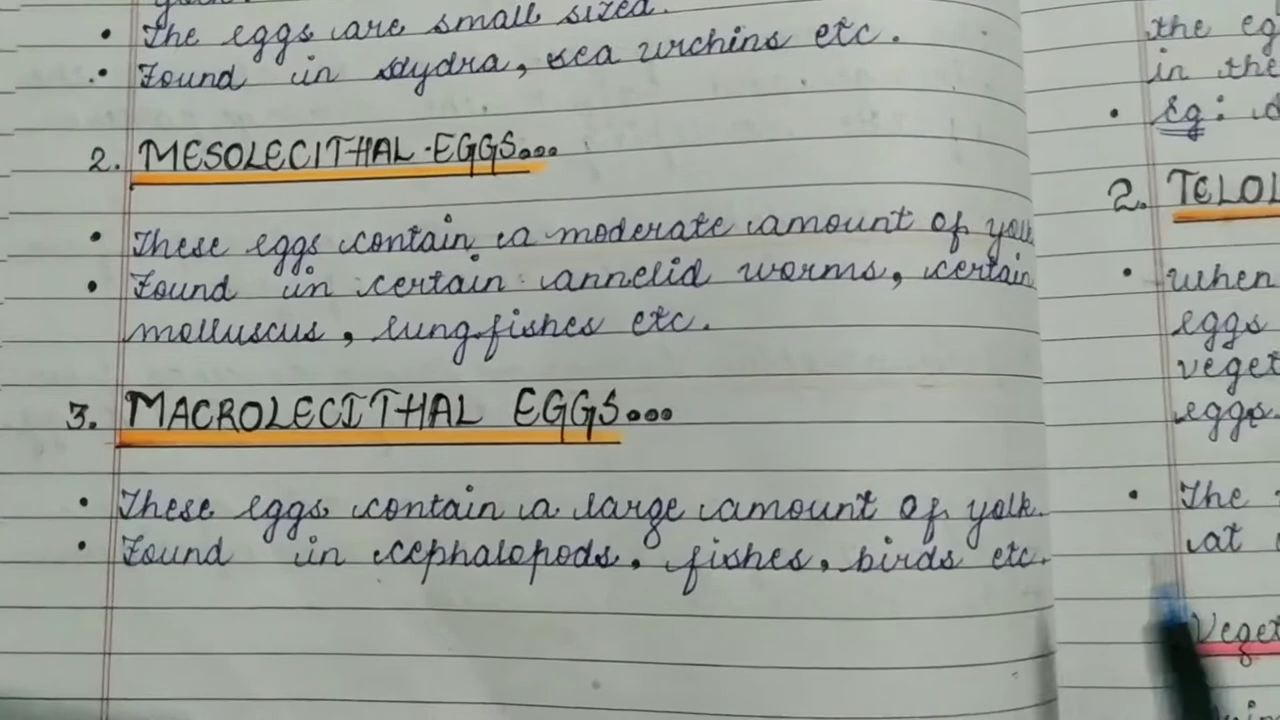 • The eggs are small sized.
• Found in Hydra, sea urchins etc.
2. MESOLECITHAL EGGS...
• These eggs contain a moderate amount of yolk
• Found in certain annelid worms, certain
molluscus, lung fishes etc.
3. MACROLECITHAL EGGS...
• These eggs contain a large amount of yolk.
• Found in cephalopods, fishes, birds etc.
the eg
in the
• Eg:
2. TELOL
• when
eggs
veget
eggs
• The
at
Veget